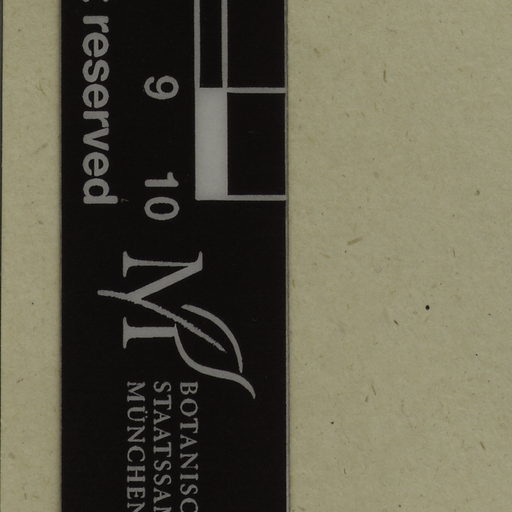 reserved
9 10
M
BOTANISC
STAATSSAM
MÜNCHEN